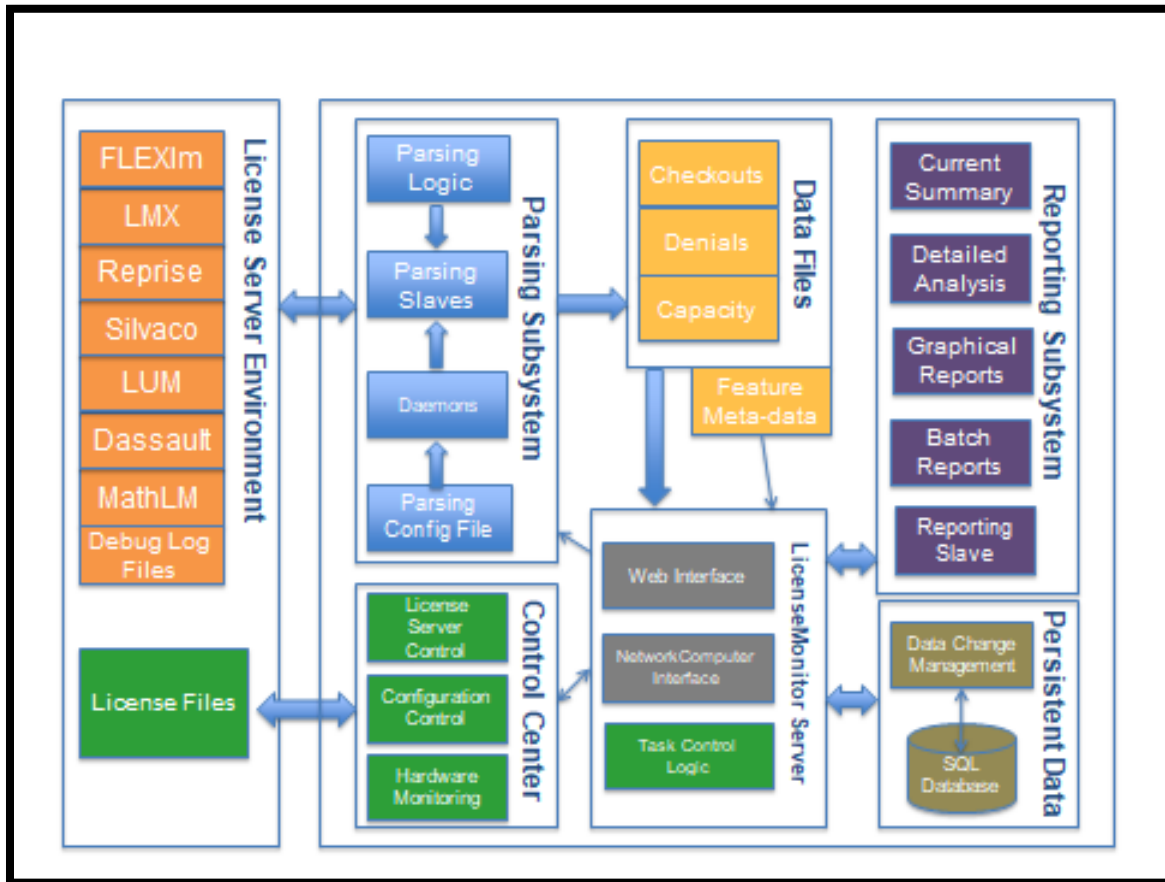 FLEXlm
LMX
Reprise
Silvaco
LUM
Dassault
MathLM
Debug Log
Files
License Files
License Server Environment
Parsing
Logic
Parsing
Slaves
Daemons
Parsing
Config File
Parsing Subsystem
License
Server
Control
Configuration
Control
Hardware
Monitoring
Control Center
Checkouts
Denials
Capacity
Data Files
Feature
Meta-data
Web Interface
NetworkComputer
Interface
Task Control
Logic
LicenseMonitor Server
Current
Summary
Detailed
Analysis
Graphical
Reports
Batch
Reports
Reporting
Slave
Reporting Subsystem
Data Change
Management
SQL
Database
Persistent Data